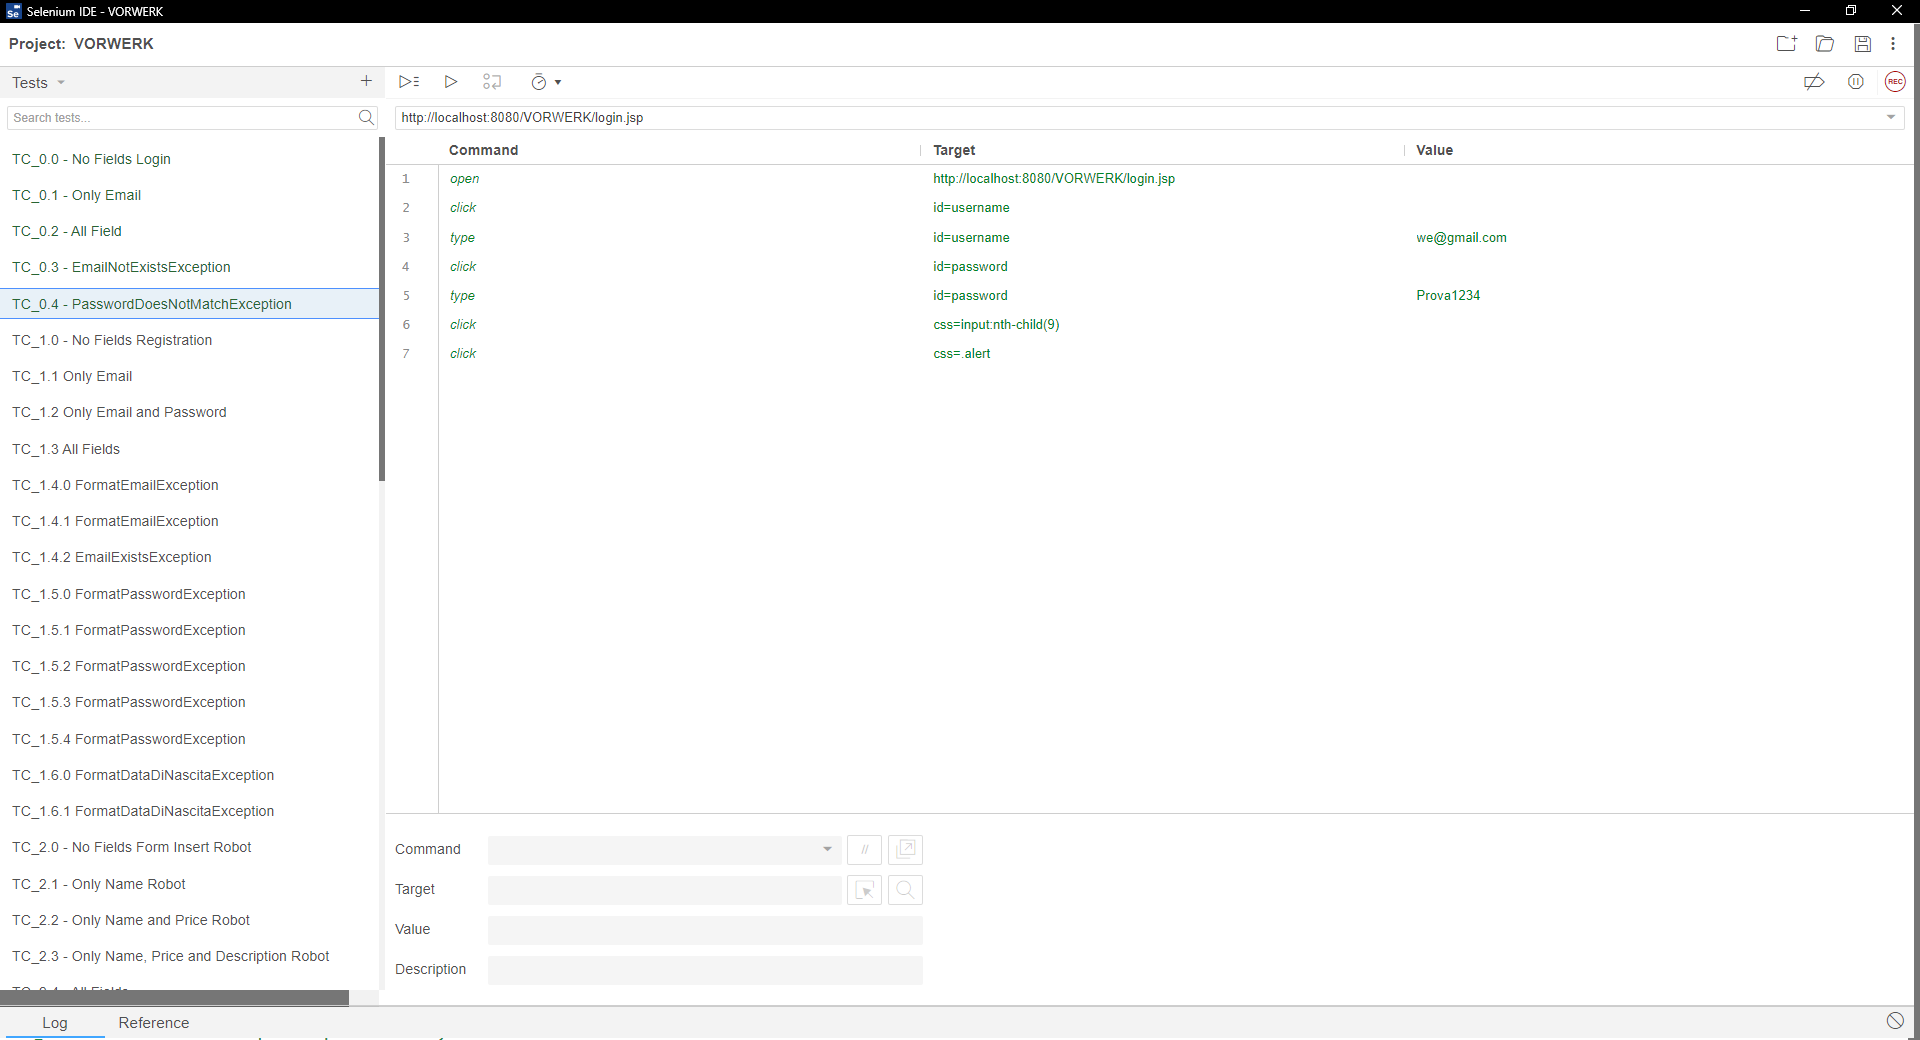 Selenium IDE - VORWERK
Project: VORWERK
Tests
Search tests...
TC_0.0 - No Fields Login
TC_0.1 - Only Email
TC_0.2 - All Field
TC_0.3 - EmailNotExistsException
TC_0.4 - PasswordDoesNotMatchException
TC_1.0 - No Fields Registration
TC_1.1 Only Email
TC_1.2 Only Email and Password
TC_1.3 All Fields
TC_1.4.0 FormatEmailException
TC_1.4.1 FormatEmailException
TC_1.4.2 EmailExistsException
TC_1.5.0 FormatPasswordException
TC_1.5.1 FormatPasswordException
TC_1.5.2 FormatPasswordException
TC_1.5.3 FormatPasswordException
TC_1.5.4 FormatPasswordException
TC_1.6.0 FormatDataDiNascitaException
TC_1.6.1 FormatDataDiNascitaException
TC_2.0 - No Fields Form Insert Robot
TC_2.1 - Only Name Robot
TC_2.2 - Only Name and Price Robot
TC_2.3 - Only Name, Price and Description Robot
TC_2.4 - All Fields
REC
http://localhost:8080/VORWERK/login.jsp
Command Target Value
1 open http://localhost:8080/VORWERK/login.jsp
2 click id=username
3 type id=username we@gmail.com
4 click id=password
5 type id=password Prova1234
6 click css=input:nth-child(9)
7 click css=.alert
Command //
Target
Value
Description
Log Reference